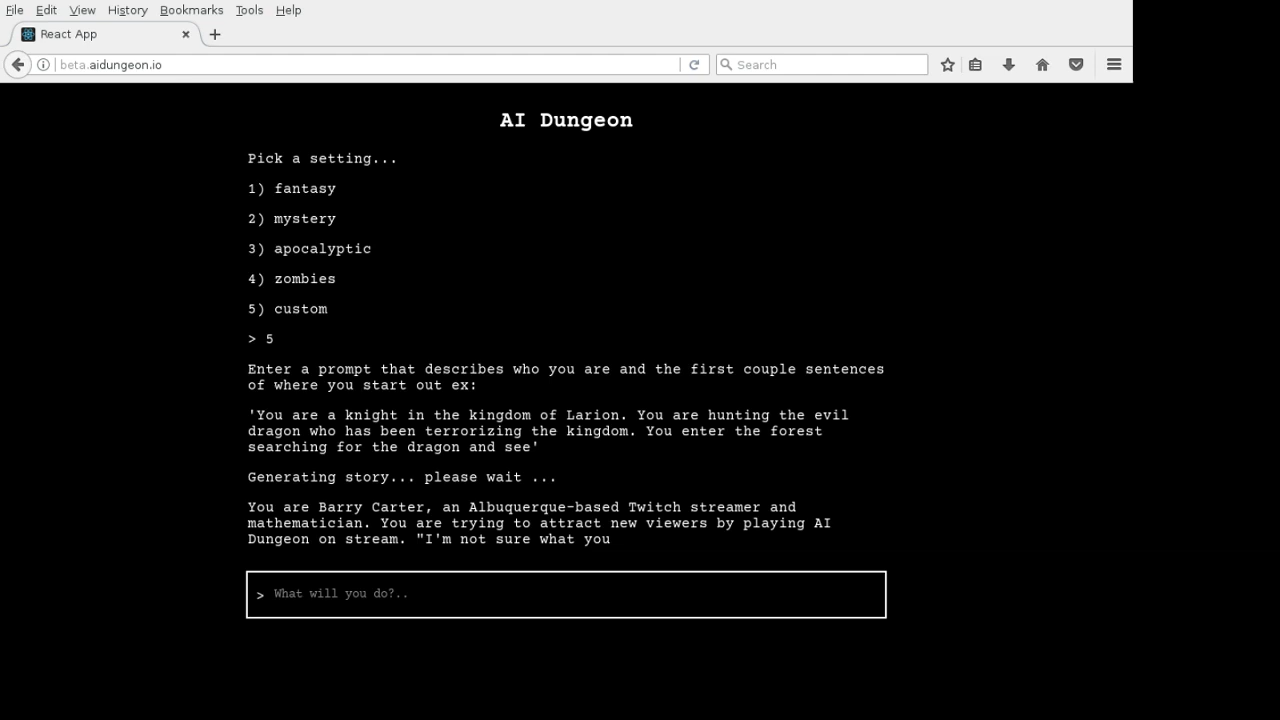 File Edit View History Bookmarks Tools Help
React App
beta.aidungeon.io
Search
AI Dungeon
Pick a setting...
1) fantasy
2) mystery
3) apocalyptic
4) zombies
5) custom
> 5
Enter a prompt that describes who you are and the first couple sentences
of where you start out ex:
'You are a knight in the kingdom of Larion. You are hunting the evil
dragon who has been terrorizing the kingdom. You enter the forest
searching for the dragon and see'
Generating story... please wait ...
You are Barry Carter, an Albuquerque-based Twitch streamer and
mathematician. You are trying to attract new viewers by playing AI
Dungeon on stream. "I'm not sure what you
> What will you do?..